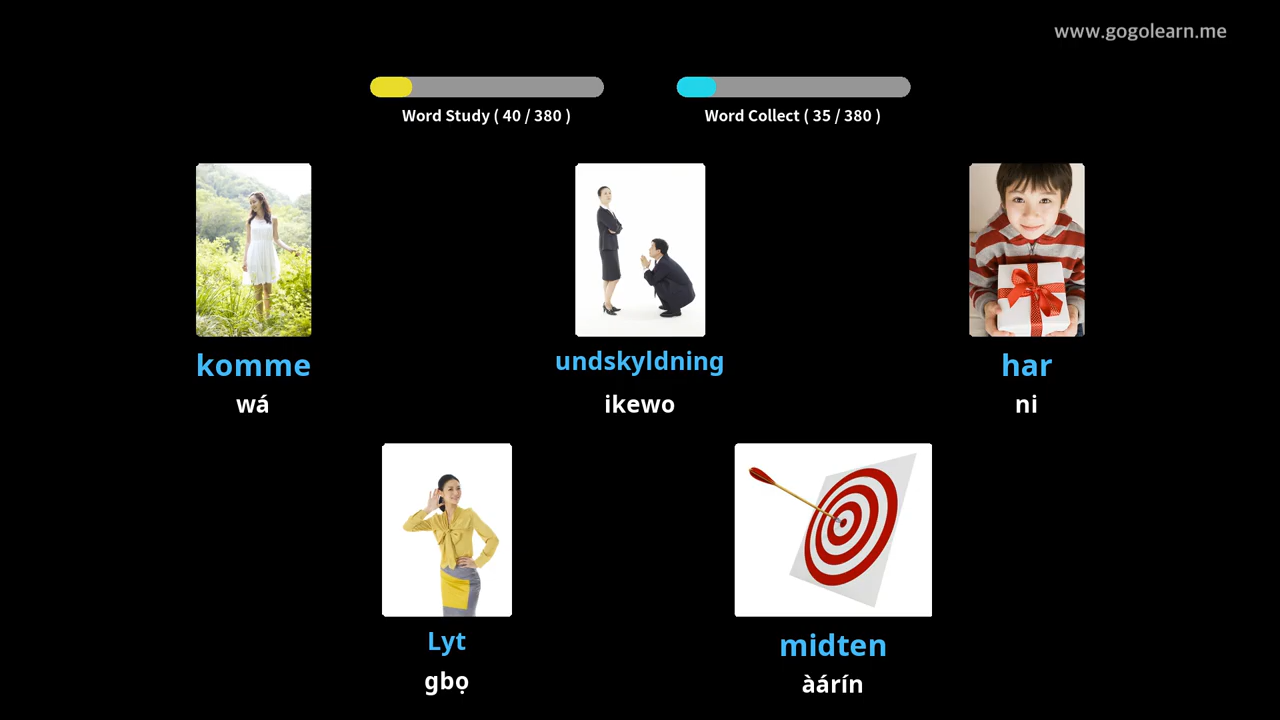 www.gogolearn.me
Word Study ( 40 / 380 )
Word Collect ( 35 / 380 )
komme
wá
undskyldning
ikewo
har
ni
Lyt
gbọ
midten
àárín